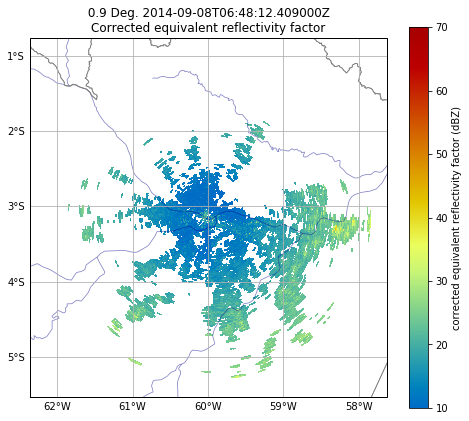 0.9 Deg. 2014-09-08T06:48:12.409000Z
Corrected equivalent reflectivity factor
1°S
2°S
3°S
4°S
5°S
62°W
61°W
60°W
59°W
58°W
70
60
50
40
30
20
10
corrected equivalent reflectivity factor (dBZ)